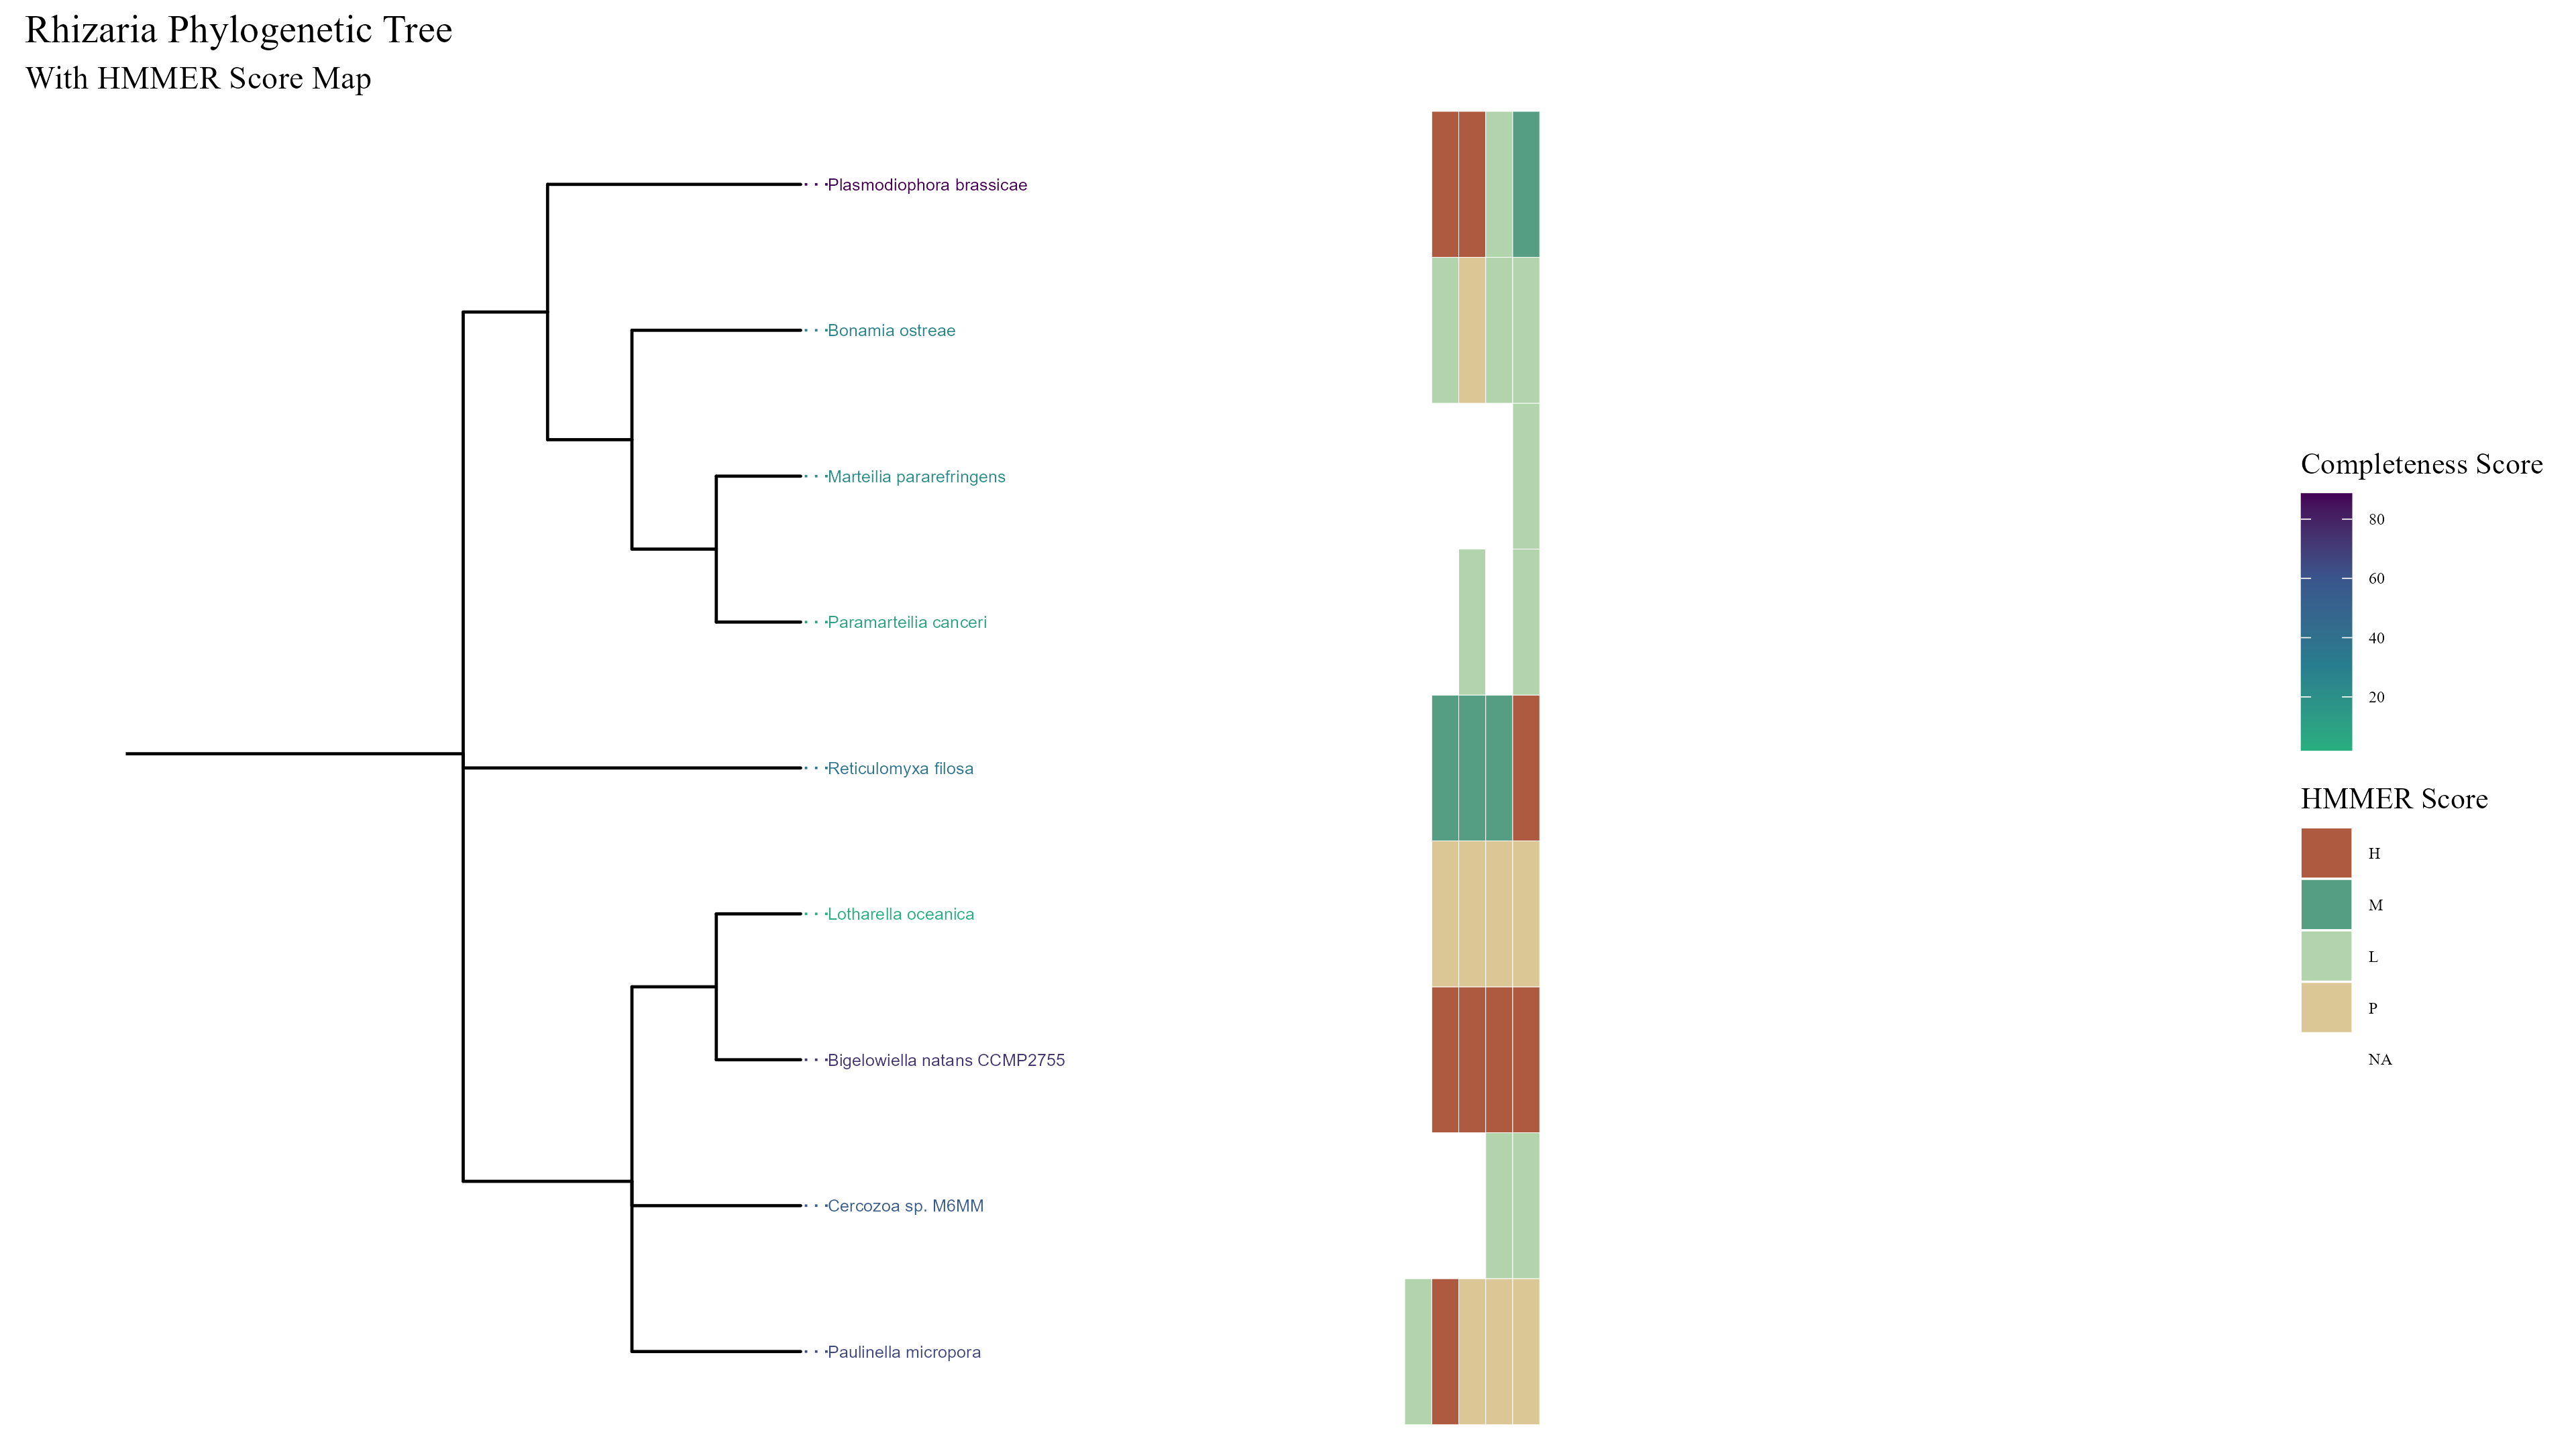 Rhizaria Phylogenetic Tree
With HMMER Score Map
Plasmodiophora brassicae
Bonamia ostreae
Marteilia pararefringens
Paramarteilia canceri
Reticulomyxa filosa
Lotharella oceanica
Bigelowiella natans CCMP2755
Cercozoa sp. M6MM
Paulinella micropora
Completeness Score
80
60
40
20
HMMER Score
H
M
L
P
NA